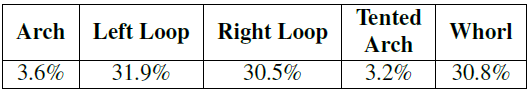 Arch Left Loop Right Loop Tented Arch Whorl
3.6% 31.9% 30.5% 3.2% 30.8%